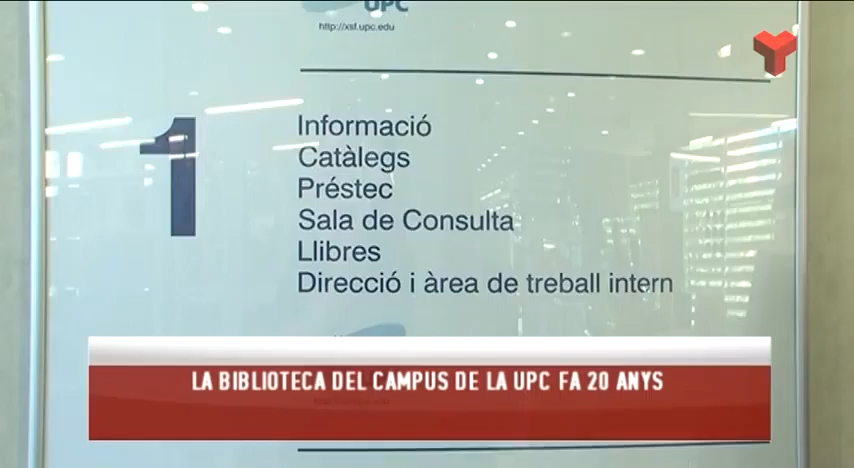 UPC
http://xsf.upc.edu
1
Informació
Catàlegs
Préstec
Sala de Consulta
Llibres
Direcció i àrea de treball intern
LA BIBLIOTECA DEL CAMPUS DE LA UPC FA 20 ANYS